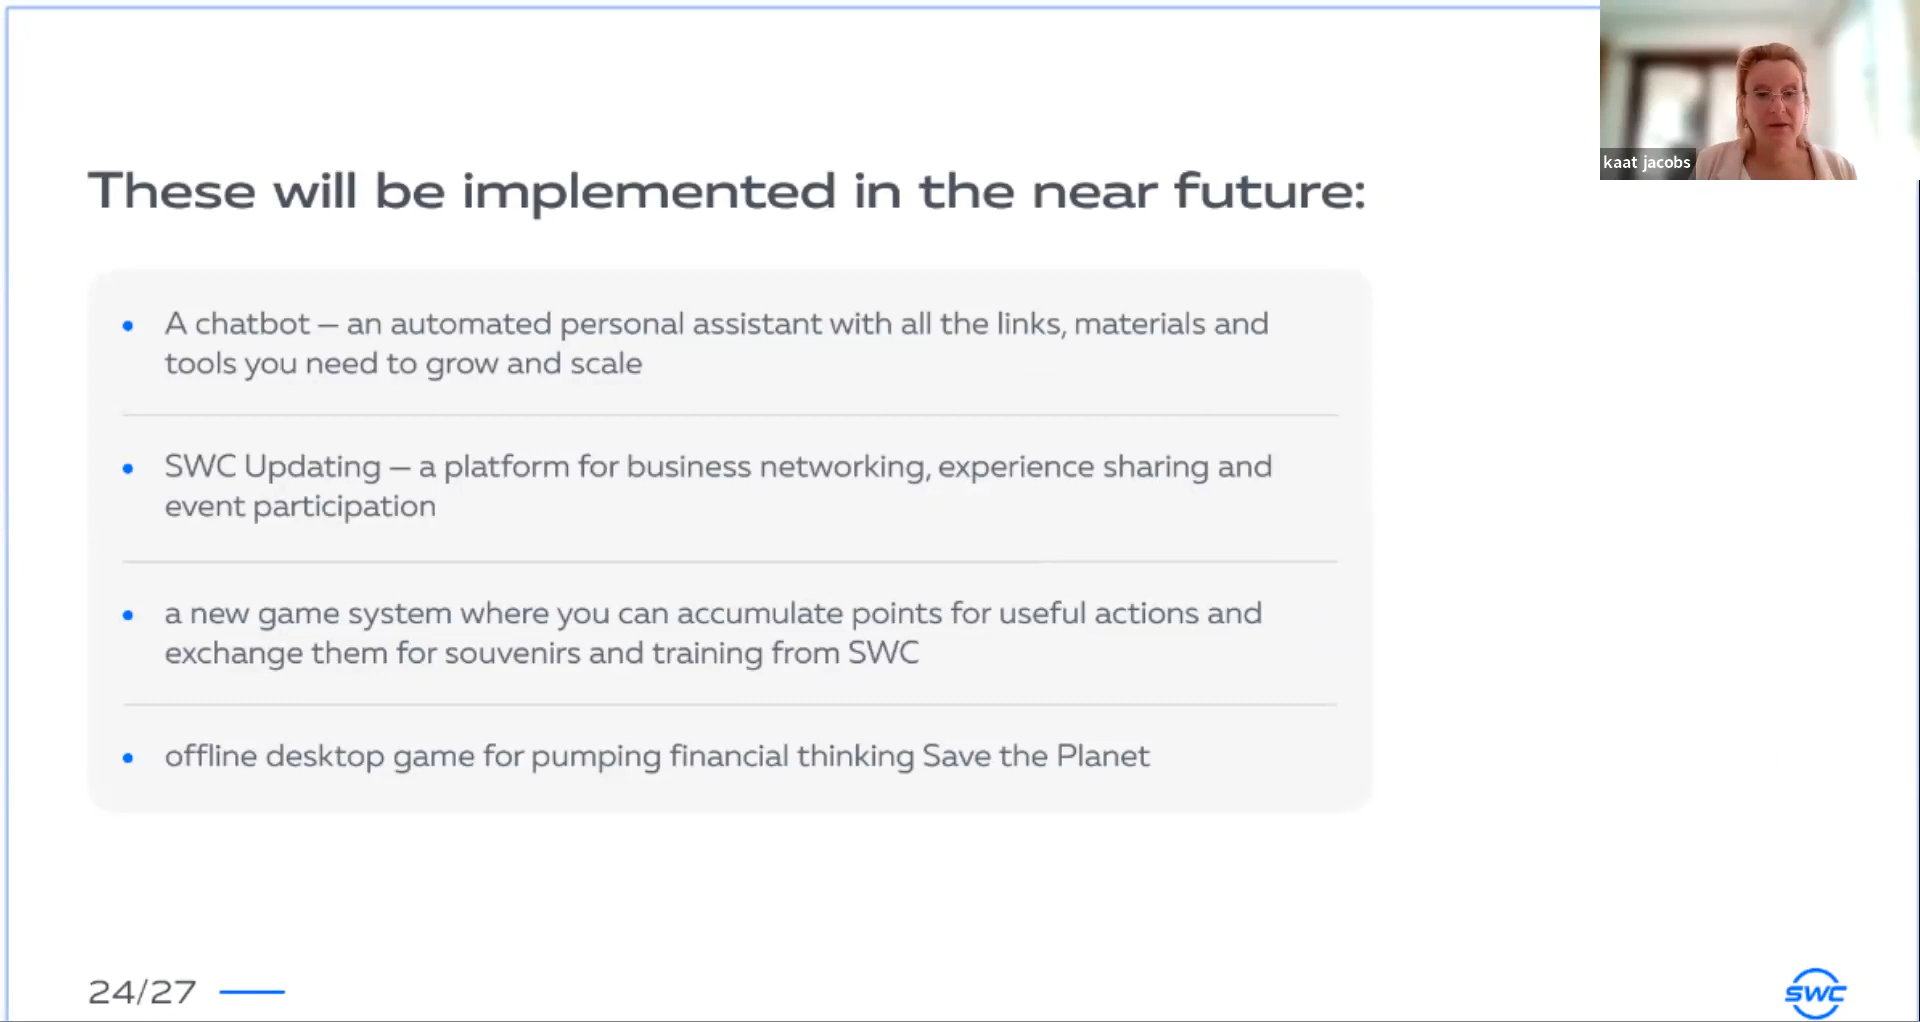 kaat jacobs
These will be implemented in the near future:
• A chatbot – an automated personal assistant with all the links, materials and
tools you need to grow and scale
• SWC Updating – a platform for business networking, experience sharing and
event participation
• a new game system where you can accumulate points for useful actions and
exchange them for souvenirs and training from SWC
• offline desktop game for pumping financial thinking Save the Planet
24/27
SWC